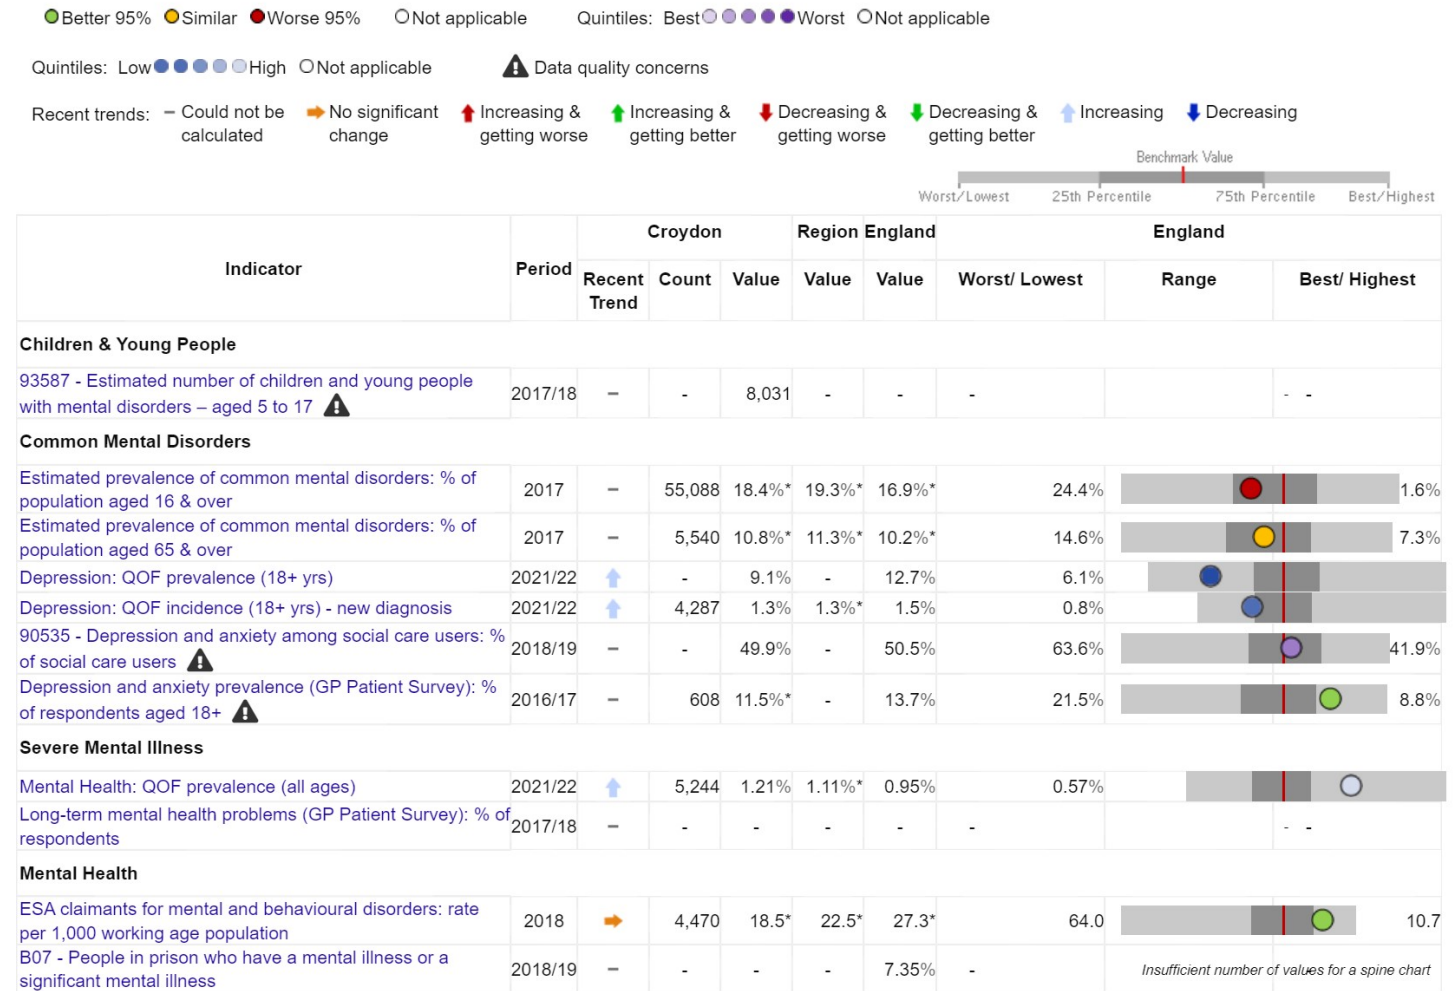 Better 95% Similar Worse 95% Not applicable Quintiles: Best Worst Not applicable
Quintiles: Low High Not applicable Data quality concerns
Recent trends: – Could not be calculated No significant change Increasing & getting worse Increasing & getting better Decreasing & getting worse Decreasing & getting better Increasing Decreasing
Benchmark Value
Worst/Lowest 25th Percentile 75th Percentile Best/Highest
Croydon Region England England
Indicator Period Recent Trend Count Value Value Value Worst/ Lowest Range Best/ Highest
Children & Young People
93587 - Estimated number of children and young people
with mental disorders – aged 5 to 17 2017/18 – - 8,031 - - - - -
Common Mental Disorders
Estimated prevalence of common mental disorders: % of
population aged 16 & over 2017 – 55,088 18.4%* 19.3%* 16.9%* 24.4% 1.6%
Estimated prevalence of common mental disorders: % of
population aged 65 & over 2017 – 5,540 10.8%* 11.3%* 10.2%* 14.6% 7.3%
Depression: QOF prevalence (18+ yrs) 2021/22 - 9.1% - 12.7% 6.1%
Depression: QOF incidence (18+ yrs) - new diagnosis 2021/22 4,287 1.3% 1.3%* 1.5% 0.8%
90535 - Depression and anxiety among social care users: %
of social care users 2018/19 – - 49.9% - 50.5% 63.6% 41.9%
Depression and anxiety prevalence (GP Patient Survey): %
of respondents aged 18+ 2016/17 – 608 11.5%* - 13.7% 21.5% 8.8%
Severe Mental Illness
Mental Health: QOF prevalence (all ages) 2021/22 5,244 1.21% 1.11%* 0.95% 0.57%
Long-term mental health problems (GP Patient Survey): % of
respondents 2017/18 – - - - - - - -
Mental Health
ESA claimants for mental and behavioural disorders: rate
per 1,000 working age population 2018 4,470 18.5* 22.5* 27.3* 64.0 10.7
B07 - People in prison who have a mental illness or a
significant mental illness 2018/19 – - - - 7.35% - Insufficient number of values for a spine chart